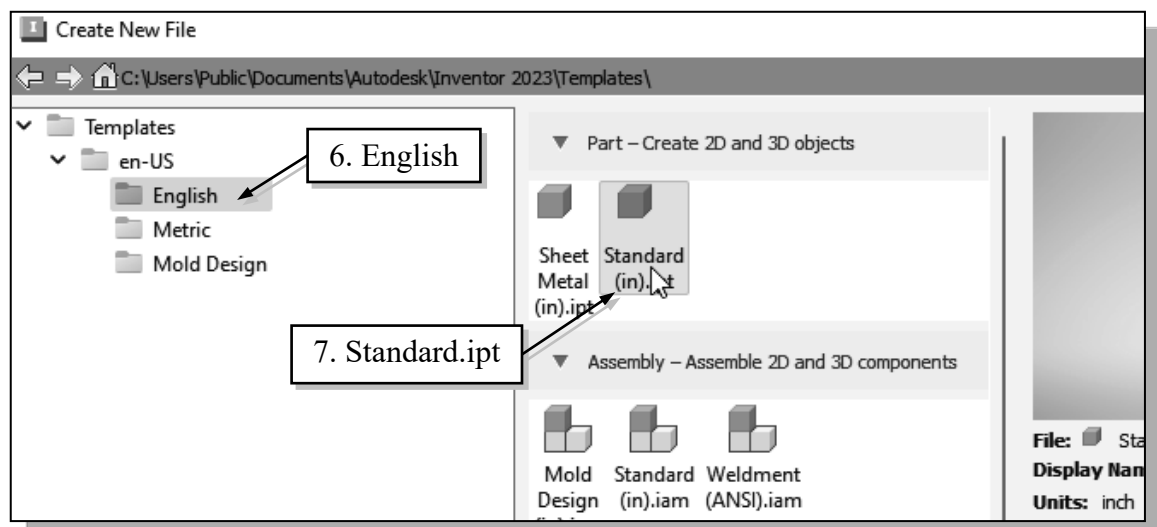 Create New File
C:\Users\Public\Documents\Autodesk\Inventor 2023\Templates\
Templates
en-US
English
Metric
Mold Design
6. English
7. Standard.ipt
Part – Create 2D and 3D objects
Sheet
Metal
(in).ipt
Standard
(in).ipt
Assembly – Assemble 2D and 3D components
Mold
Design
Standard
(in).iam
Weldment
(ANSI).iam
File:
Units: inch